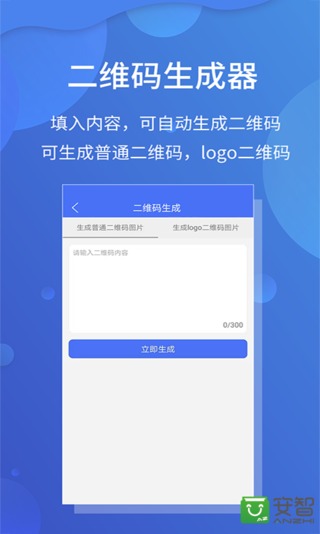 二维码生成器
填入内容，可自动生成二维码
可生成普通二维码，logo二维码
二维码生成
生成普通二维码图片 生成logo二维码图片
请输入二维码内容
0/300
立即生成
安智
ANZHI